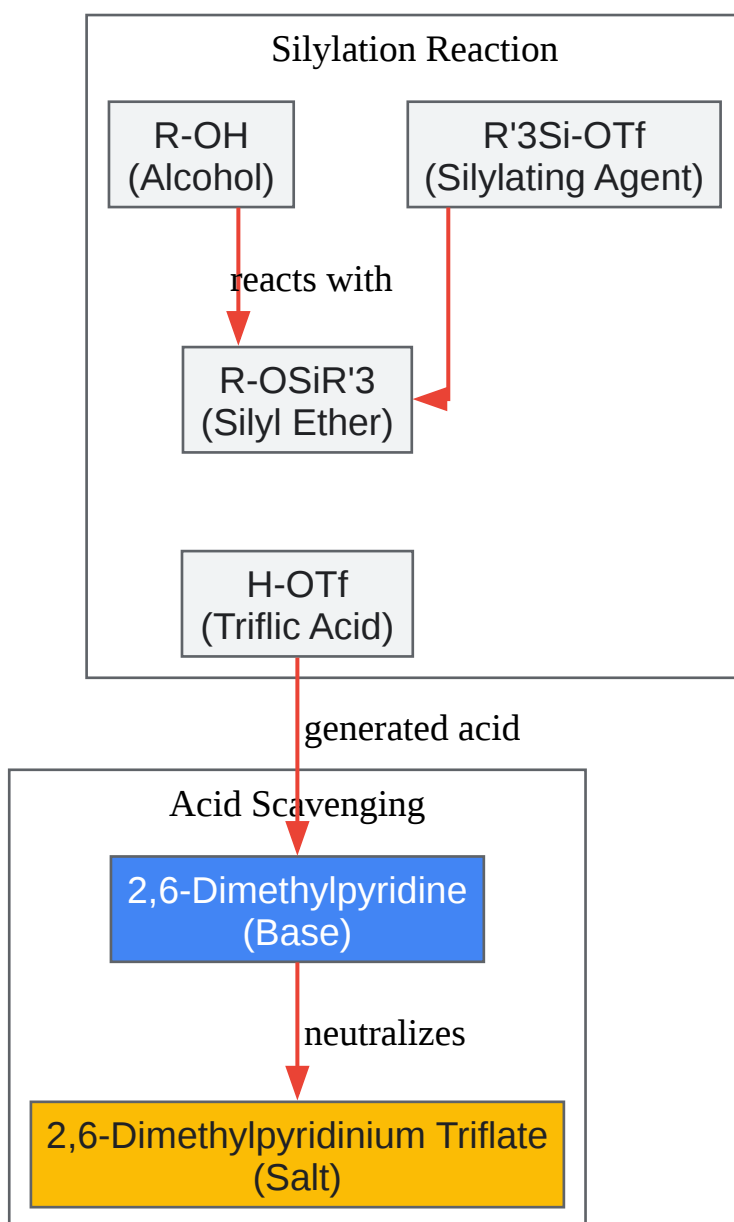 Silylation Reaction
R-OH
(Alcohol)
R'3Si-OTf
(Silylating Agent)
reacts with
R-OSiR'3
(Silyl Ether)
H-OTf
(Triflic Acid)
generated acid
Acid Scavenging
2,6-Dimethylpyridine
(Base)
neutralizes
2,6-Dimethylpyridinium Triflate
(Salt)